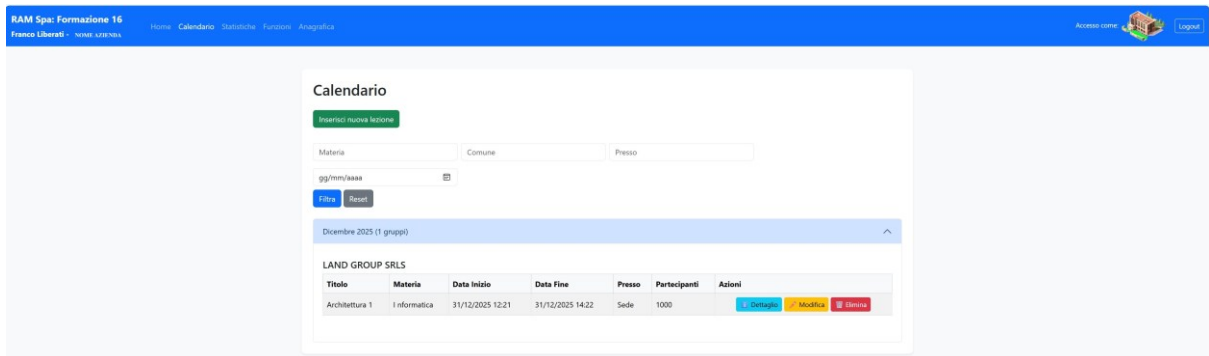 RAM Spa: Formazione 16
Franco Liberati - NOME AZIENDA
Home Calendario Statistiche Funzioni Anagrafica
Accesso come:
Logout
Calendario
Inserisci nuova lezione
Materia Comune Presso
gg/mm/aaaa
Filtra Reset
Dicembre 2025 (1 gruppi)
LAND GROUP SRLS
Titolo Materia Data Inizio Data Fine Presso Partecipanti Azioni
Architettura 1 I nformatica 31/12/2025 12:21 31/12/2025 14:22 Sede 1000 Dettaglio Modifica Elimina